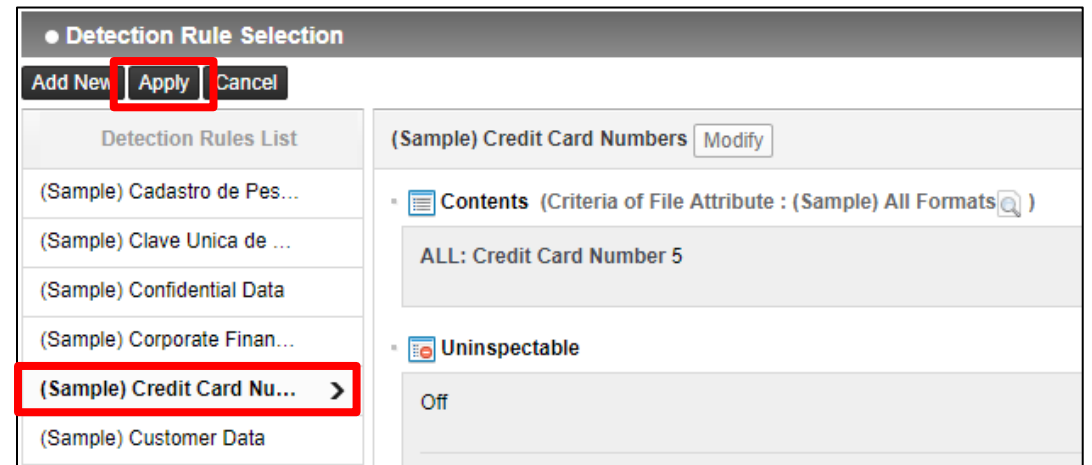 Detection Rule Selection
Add New Apply Cancel
Detection Rules List
(Sample) Cadastro de Pes...
(Sample) Clave Unica de ...
(Sample) Confidential Data
(Sample) Corporate Finan...
(Sample) Credit Card Nu...
(Sample) Customer Data
(Sample) Credit Card Numbers Modify
Contents (Criteria of File Attribute : (Sample) All Formats )
ALL: Credit Card Number 5
Uninspectable
Off